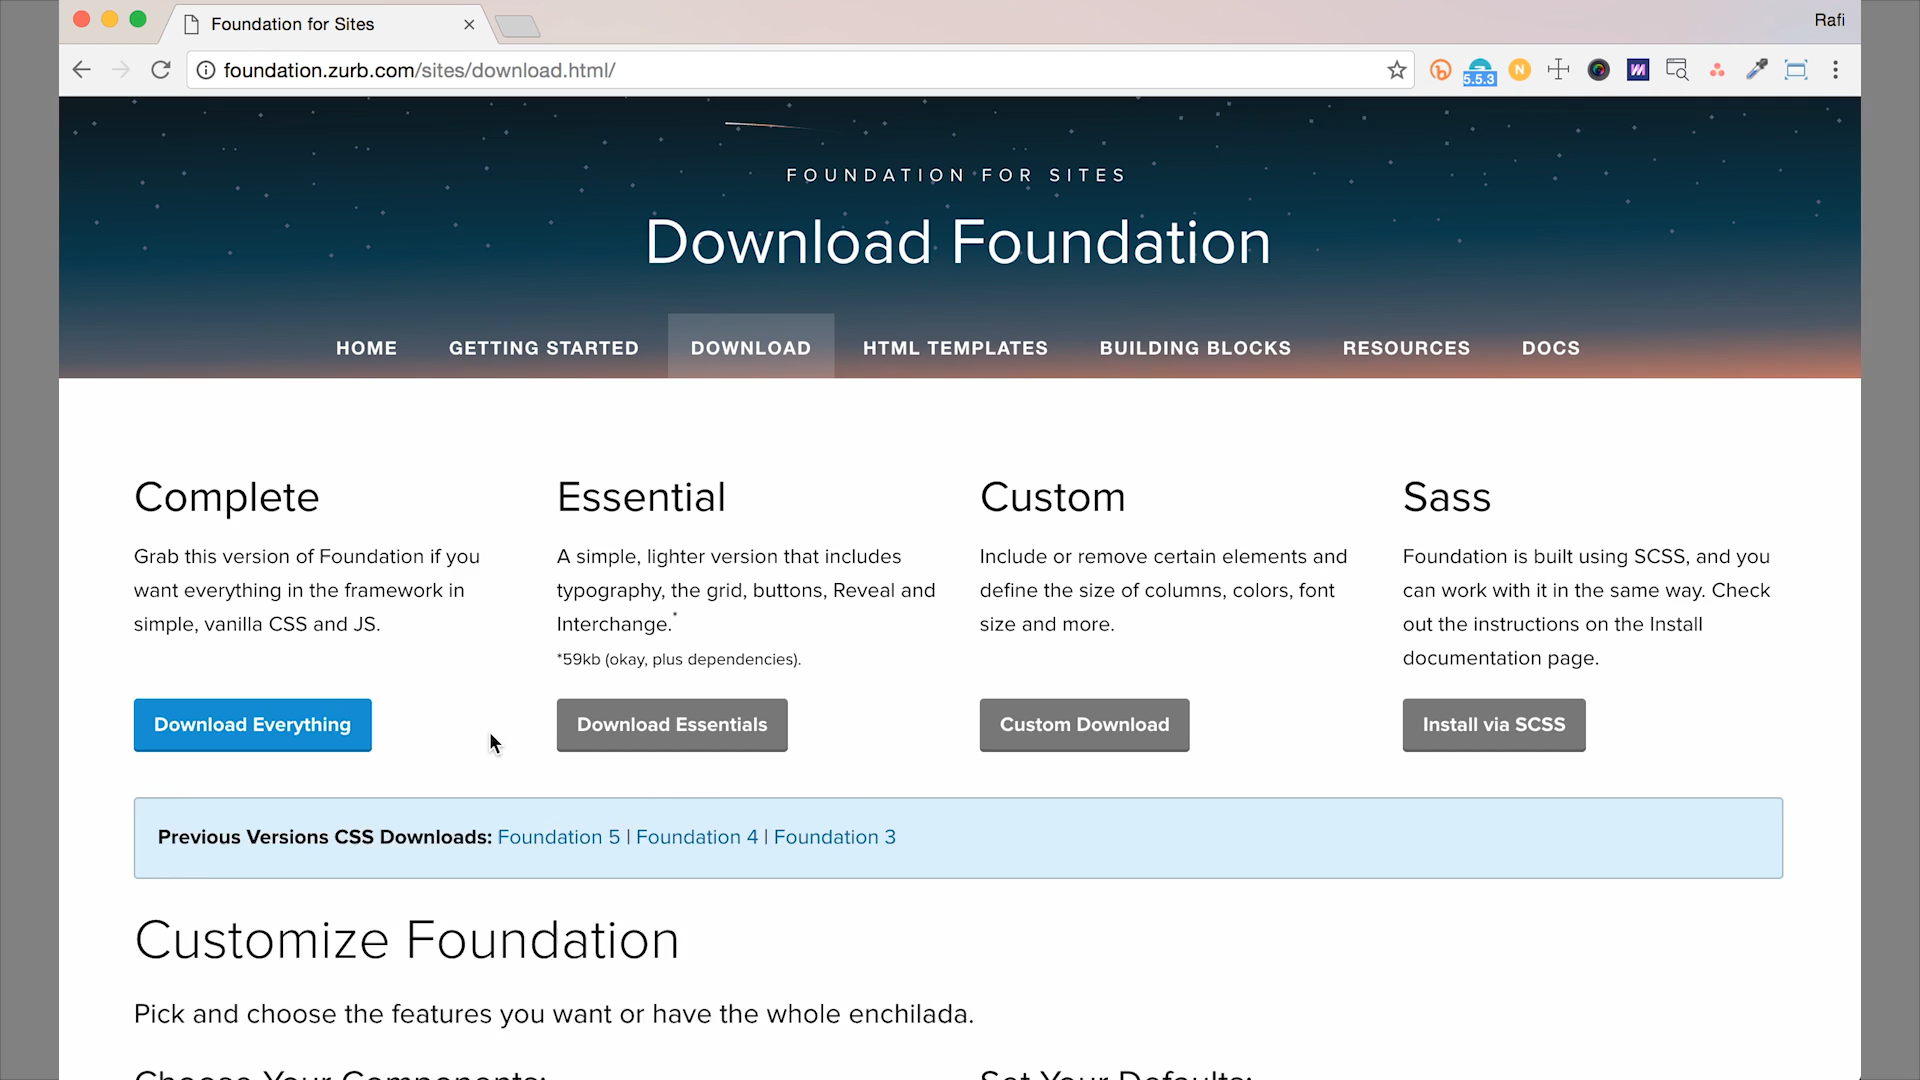 Foundation for Sites
Rafi
foundation.zurb.com/sites/download.html/
5.5.3
N
FOUNDATION FOR SITES
Download Foundation
HOME GETTING STARTED DOWNLOAD HTML TEMPLATES BUILDING BLOCKS RESOURCES DOCS
Complete
Grab this version of Foundation if you
want everything in the framework in
simple, vanilla CSS and JS.
Download Everything
Essential
A simple, lighter version that includes
typography, the grid, buttons, Reveal and
Interchange.*
*59kb (okay, plus dependencies).
Download Essentials
Custom
Include or remove certain elements and
define the size of columns, colors, font
size and more.
Custom Download
Sass
Foundation is built using SCSS, and you
can work with it in the same way. Check
out the instructions on the Install
documentation page.
Install via SCSS
Previous Versions CSS Downloads: Foundation 5 | Foundation 4 | Foundation 3
Customize Foundation
Pick and choose the features you want or have the whole enchilada.
Choose Your Components:
Set Your Defaults: